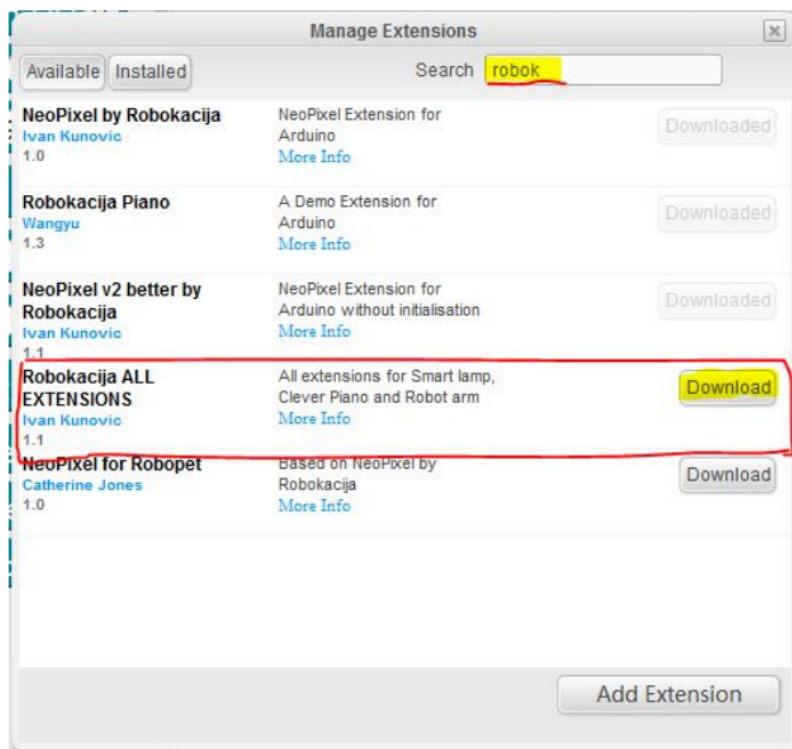 Manage Extensions
Available Installed Search robok
NeoPixel by Robokacija
Ivan Kunovic
1.0
NeoPixel Extension for
Arduino
More Info
Downloaded
Robokacija Piano
Wangyu
1.3
A Demo Extension for
Arduino
More Info
Downloaded
NeoPixel v2 better by
Robokacija
Ivan Kunovic
1.1
NeoPixel Extension for
Arduino without initialisation
More Info
Downloaded
Robokacija ALL
EXTENSIONS
Ivan Kunovic
1.1
All extensions for Smart lamp,
Clever Piano and Robot arm
More Info
Download
NeoPixel for Robopet
Catherine Jones
1.0
Based on NeoPixel by
Robokacija
More Info
Download
Add Extension